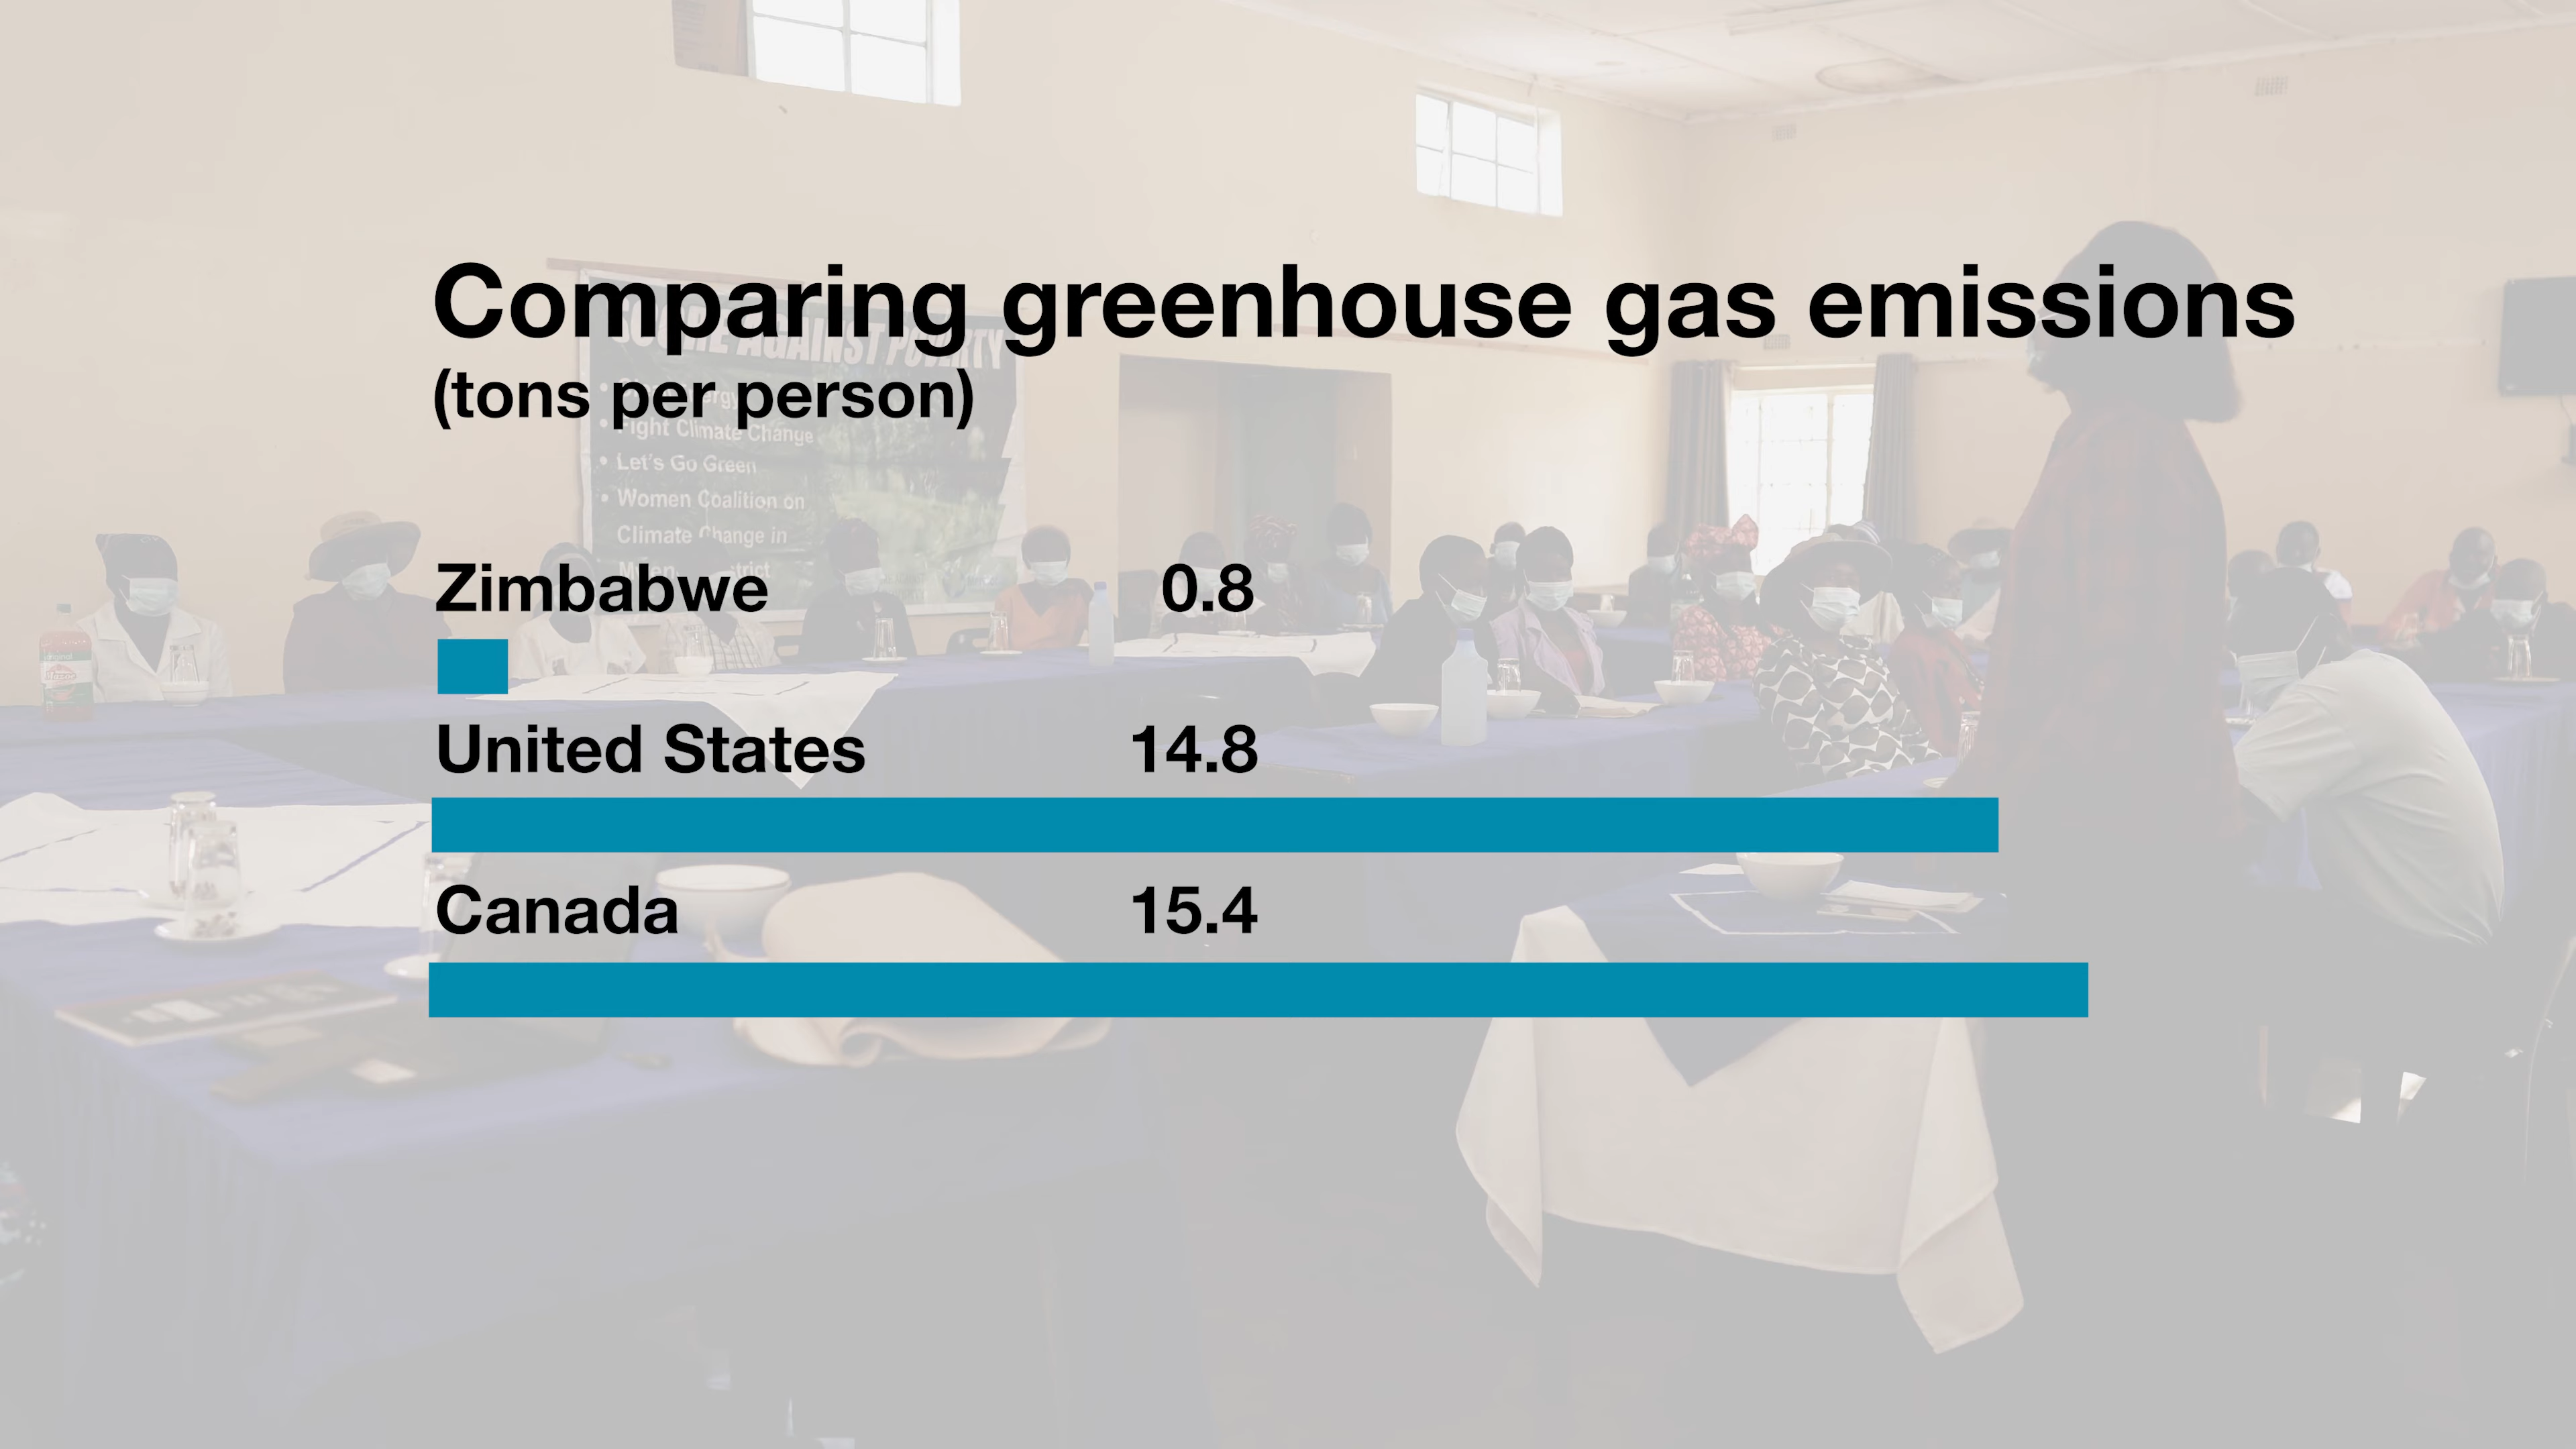 Comparing greenhouse gas emissions
(tons per person)
Fight Climate Change
Let's Go Green
Women Coalition on
Climate Change in
Zimbabwe 0.8
United States 14.8
Canada 15.4